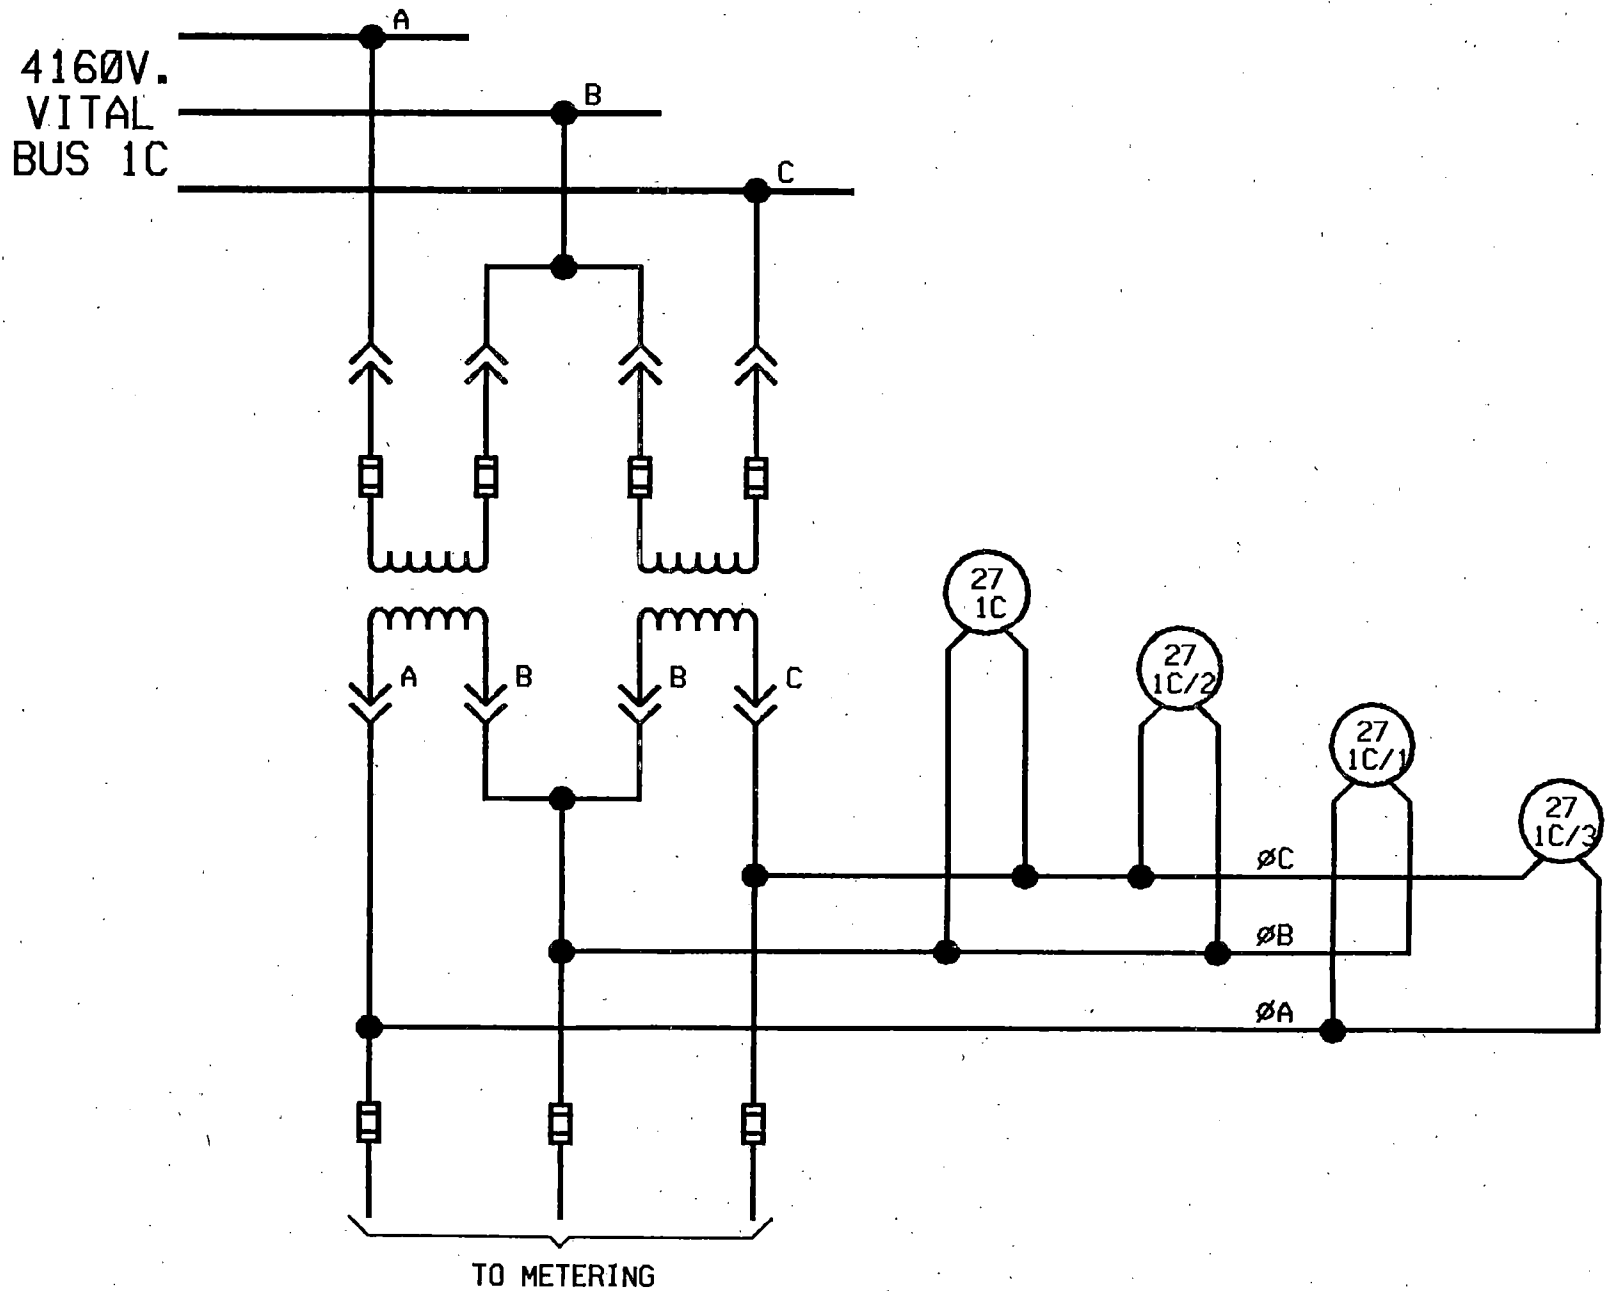 A
4160V.
VITAL
BUS 1C
B
C
27
1C
27
1C/2
A
B
B
C
27
1C/1
27
1C/3
øC
øB
øA
TO METERING